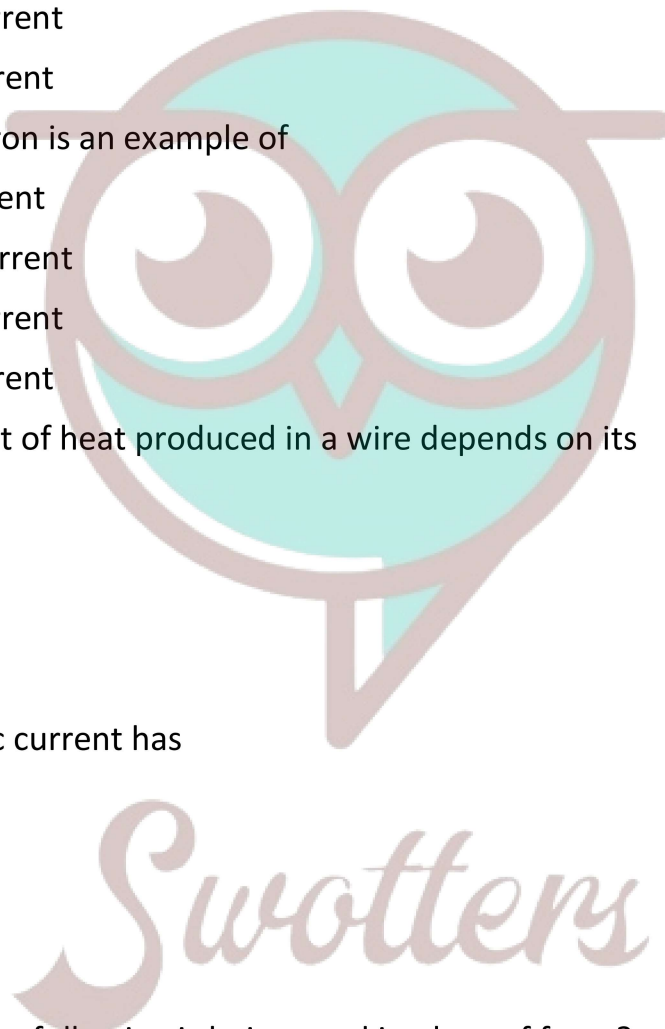 rent
rent
on is an example of
ent
rrent
rent
rent
t of heat produced in a wire depends on its
c current has
Swotters